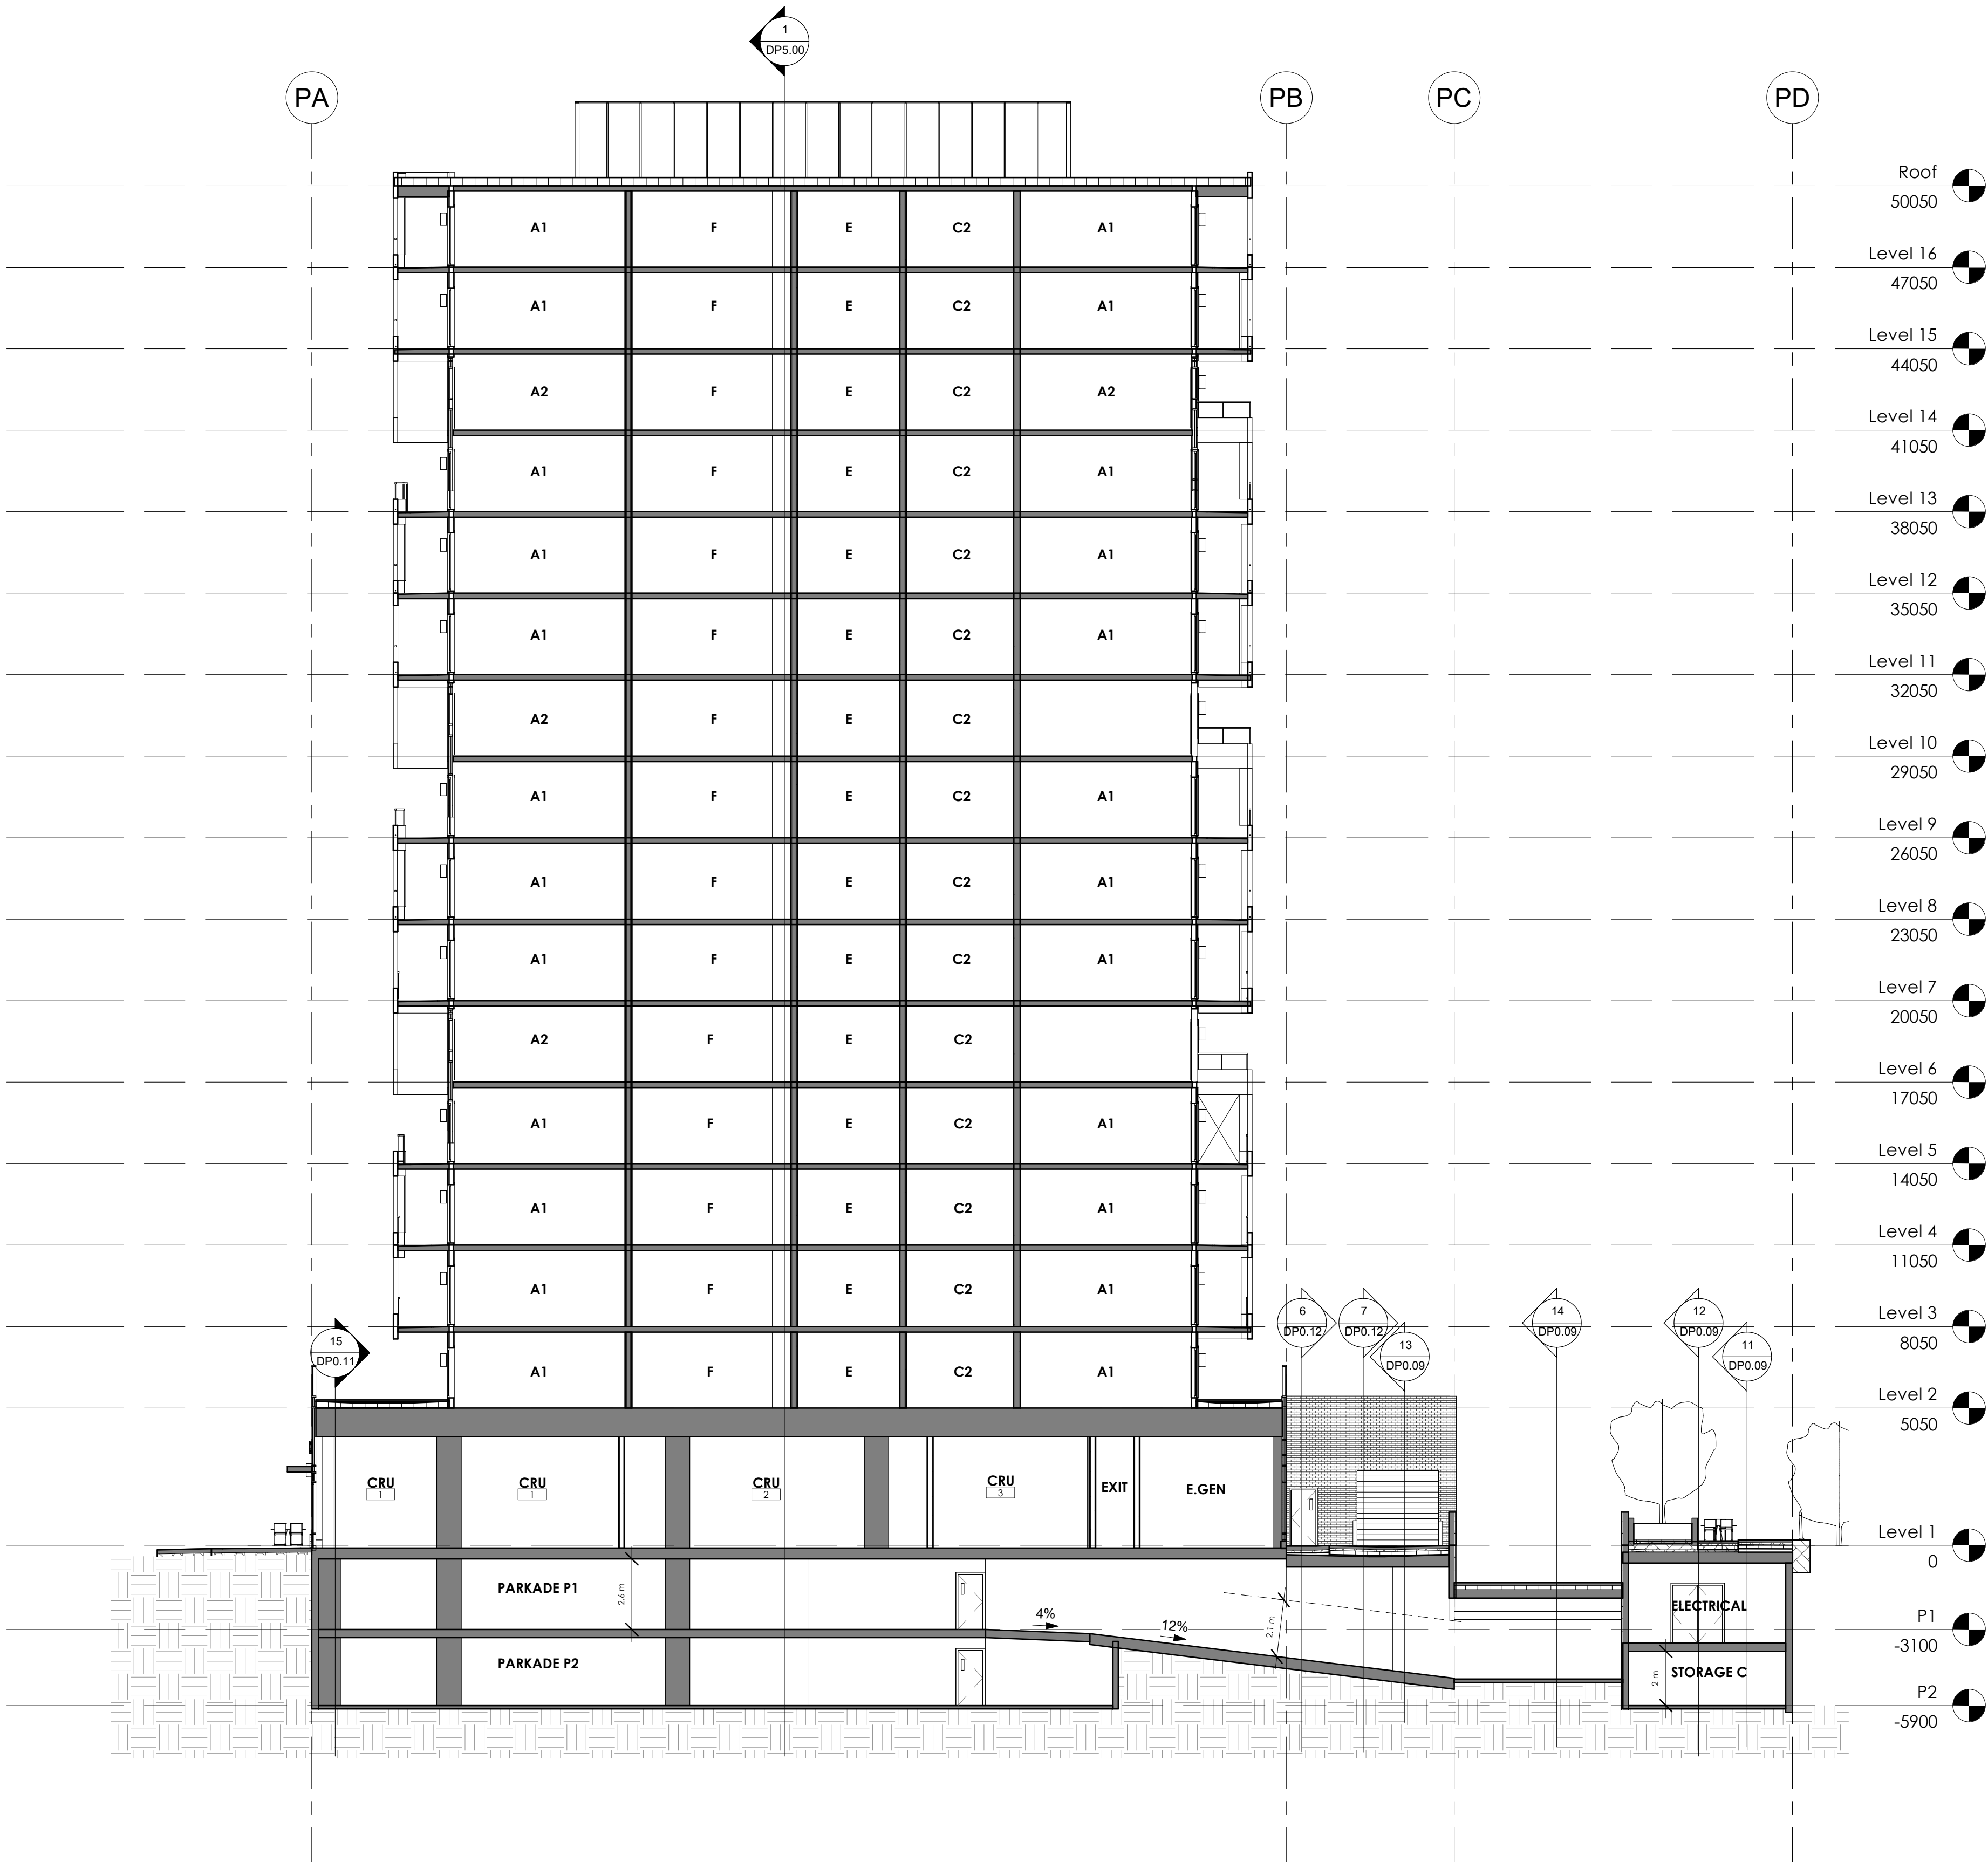 1
DP5.00
PA
PB
PC
PD
Roof
50050
A1 F E C2 A1
Level 16
47050
A1 F E C2 A1
Level 15
44050
A2 F E C2 A2
Level 14
41050
A1 F E C2 A1
Level 13
38050
A1 F E C2 A1
Level 12
35050
A1 F E C2 A1
Level 11
32050
A2 F E C2
Level 10
29050
A1 F E C2 A1
Level 9
26050
A1 F E C2 A1
Level 8
23050
A1 F E C2 A1
Level 7
20050
A2 F E C2
Level 6
17050
A1 F E C2 A1
Level 5
14050
A1 F E C2 A1
Level 4
11050
A1 F E C2 A1
Level 3
8050
15
DP0.11
6
DP0.12
7
DP0.12
13
DP0.09
14
DP0.09
12
DP0.09
11
DP0.09
A1 F E C2 A1
Level 2
5050
CRU
1
CRU
1
CRU
2
CRU
3
EXIT
E.GEN
Level 1
0
PARKADE P1
2.6 m
4%
12%
2.1 m
ELECTRICAL
P1
-3100
PARKADE P2
STORAGE C
2 m
P2
-5900